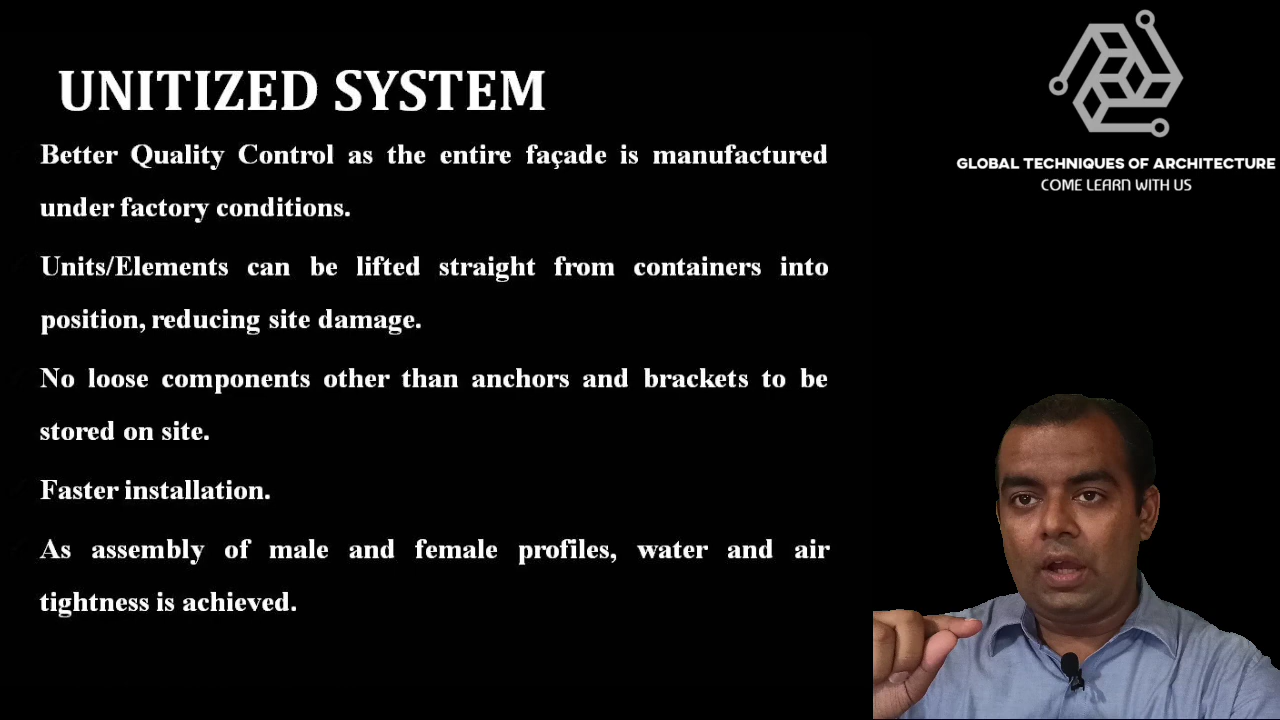 UNITIZED SYSTEM
Better Quality Control as the entire façade is manufactured
under factory conditions.
Units/Elements can be lifted straight from containers into
position, reducing site damage.
No loose components other than anchors and brackets to be
stored on site.
Faster installation.
As assembly of male and female profiles, water and air
tightness is achieved.
GLOBAL TECHNIQUES OF ARCHITECTURE
COME LEARN WITH US